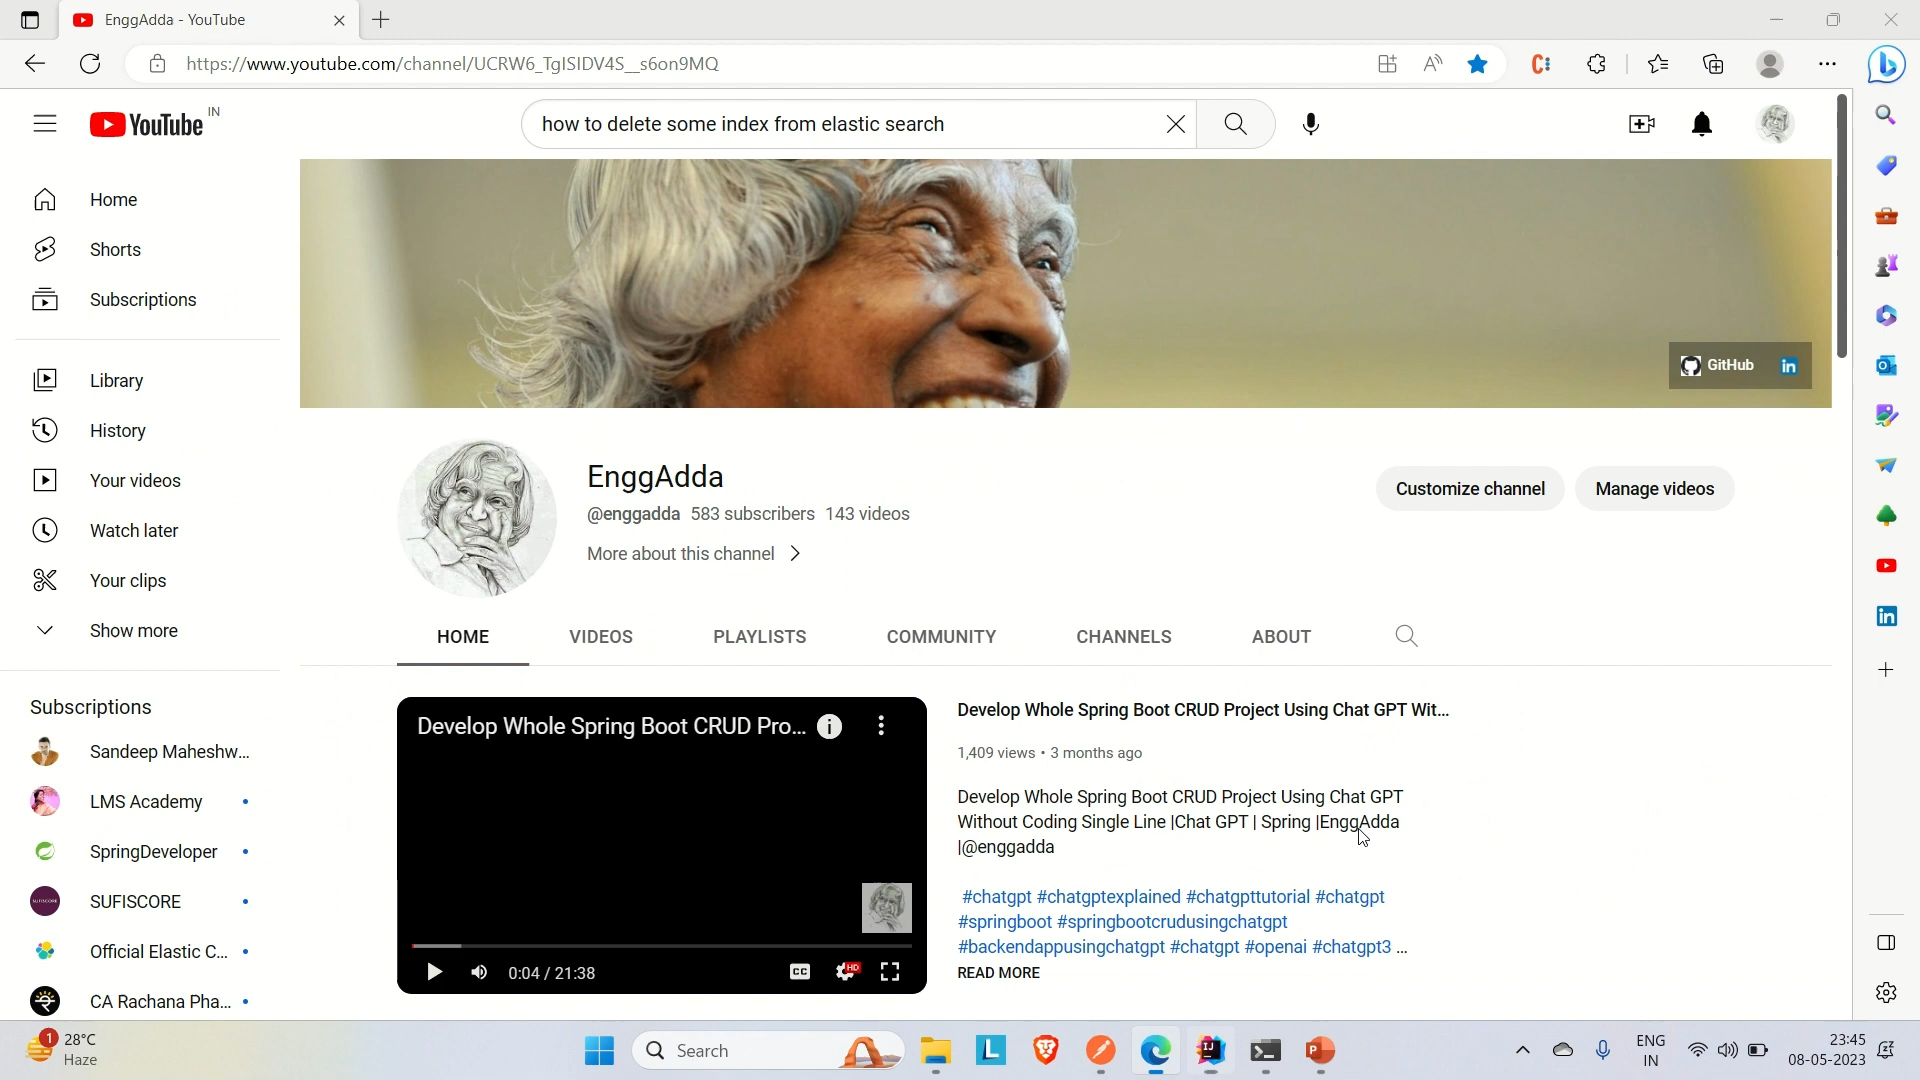 EnggAdda - YouTube
https://www.youtube.com/channel/UCRW6_TgISIDV4S__s6on9MQ
YouTube IN
how to delete some index from elastic search
Home
Shorts
Subscriptions
Library
History
Your videos
Watch later
Your clips
Show more
Subscriptions
Sandeep Maheshw...
LMS Academy
SpringDeveloper
SUFISCORE
Official Elastic C...
CA Rachana Pha...
GitHub in
EnggAdda
@enggadda 583 subscribers 143 videos
More about this channel
Customize channel
Manage videos
HOME
VIDEOS
PLAYLISTS
COMMUNITY
CHANNELS
ABOUT
Develop Whole Spring Boot CRUD Pro...
0:04 / 21:38
CC
HD
Develop Whole Spring Boot CRUD Project Using Chat GPT Wit...
1,409 views • 3 months ago
Develop Whole Spring Boot CRUD Project Using Chat GPT
Without Coding Single Line |Chat GPT | Spring |EnggAdda
|@enggadda
#chatgpt #chatgptexplained #chatgpttutorial #chatgpt
#springboot #springbootcrudusingchatgpt
#backendappusingchatgpt #chatgpt #openai #chatgpt3 ...
READ MORE
1
28°C
Haze
Search
ENG
IN
23:45
08-05-2023